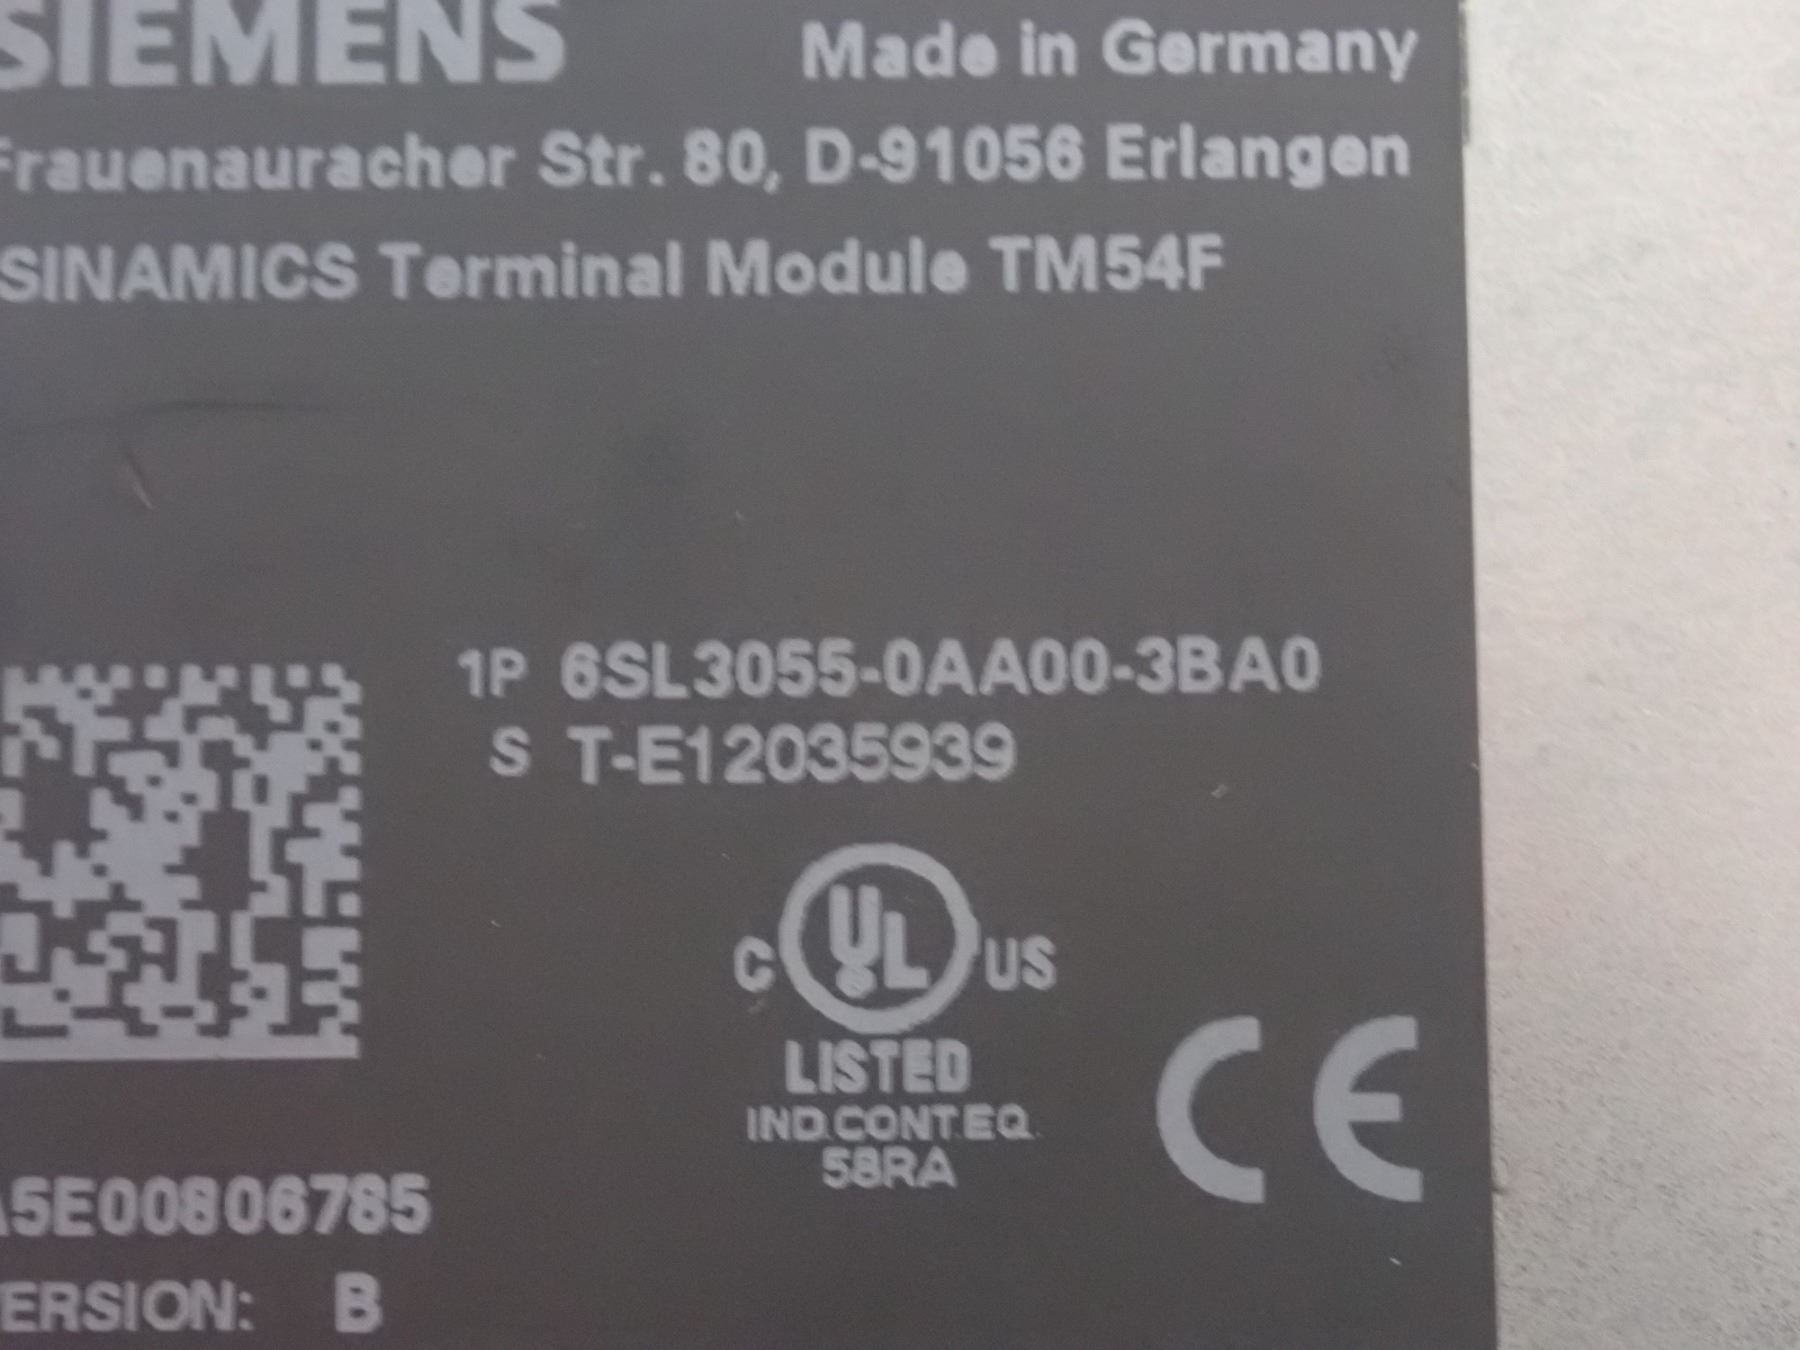 SIEMENS Made in Germany
Frauenauracher Str. 80, D-91056 Erlangen
SINAMICS Terminal Module TM54F
1P 6SL3055-0AA00-3BA0
S T-E12035939
C UL US
LISTED
IND.CONT.EQ.
58RA
CE
A5E00806785
VERSION: B